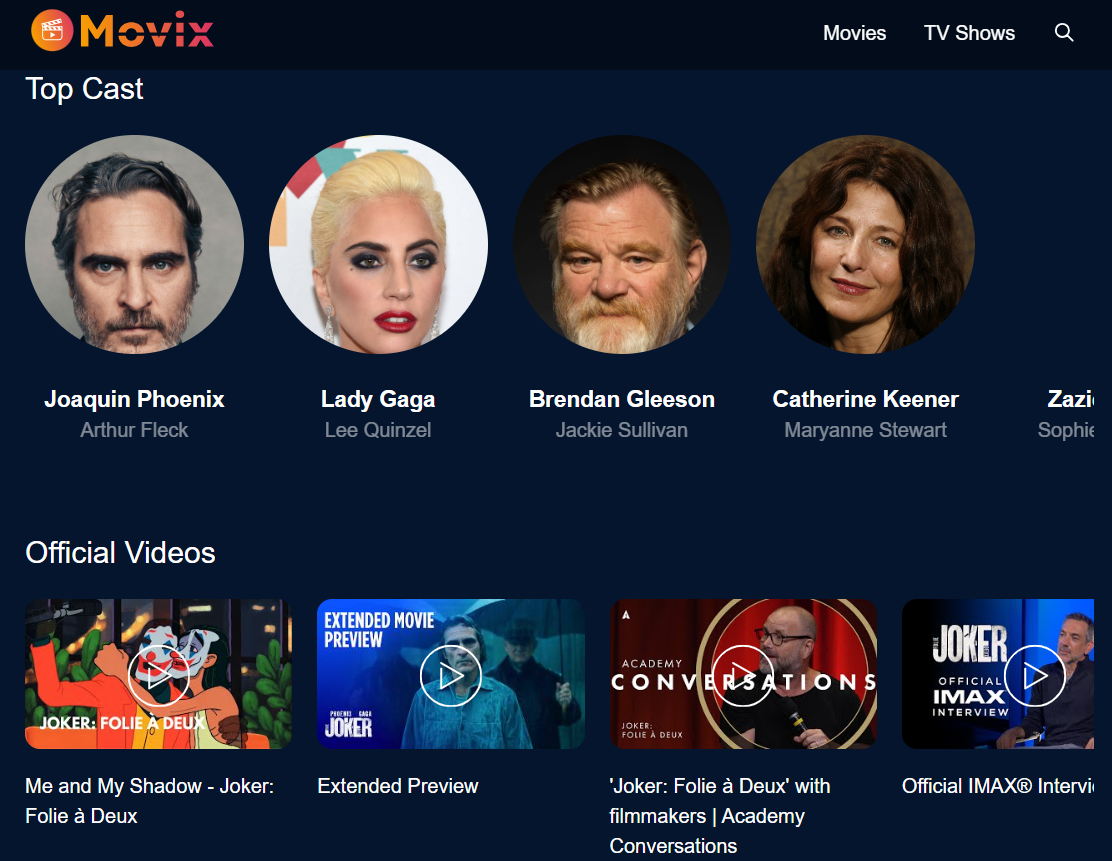 Movix
Movies
TV Shows
Top Cast
Joaquin Phoenix
Arthur Fleck
Lady Gaga
Lee Quinzel
Brendan Gleeson
Jackie Sullivan
Catherine Keener
Maryanne Stewart
Zazi
Sophie
Official Videos
JOKER: FOLIE À DEUX
Me and My Shadow - Joker:
Folie à Deux
EXTENDED MOVIE
PREVIEW
PHOENIX GAGA
JOKER
Extended Preview
ACADEMY
CONVERSATIONS
JOKER:
FOLIE À DEUX
'Joker: Folie à Deux' with
filmmakers | Academy
Conversations
JOKER
OFFICIAL
IMAX
INTERVIEW
Official IMAX® Intervi